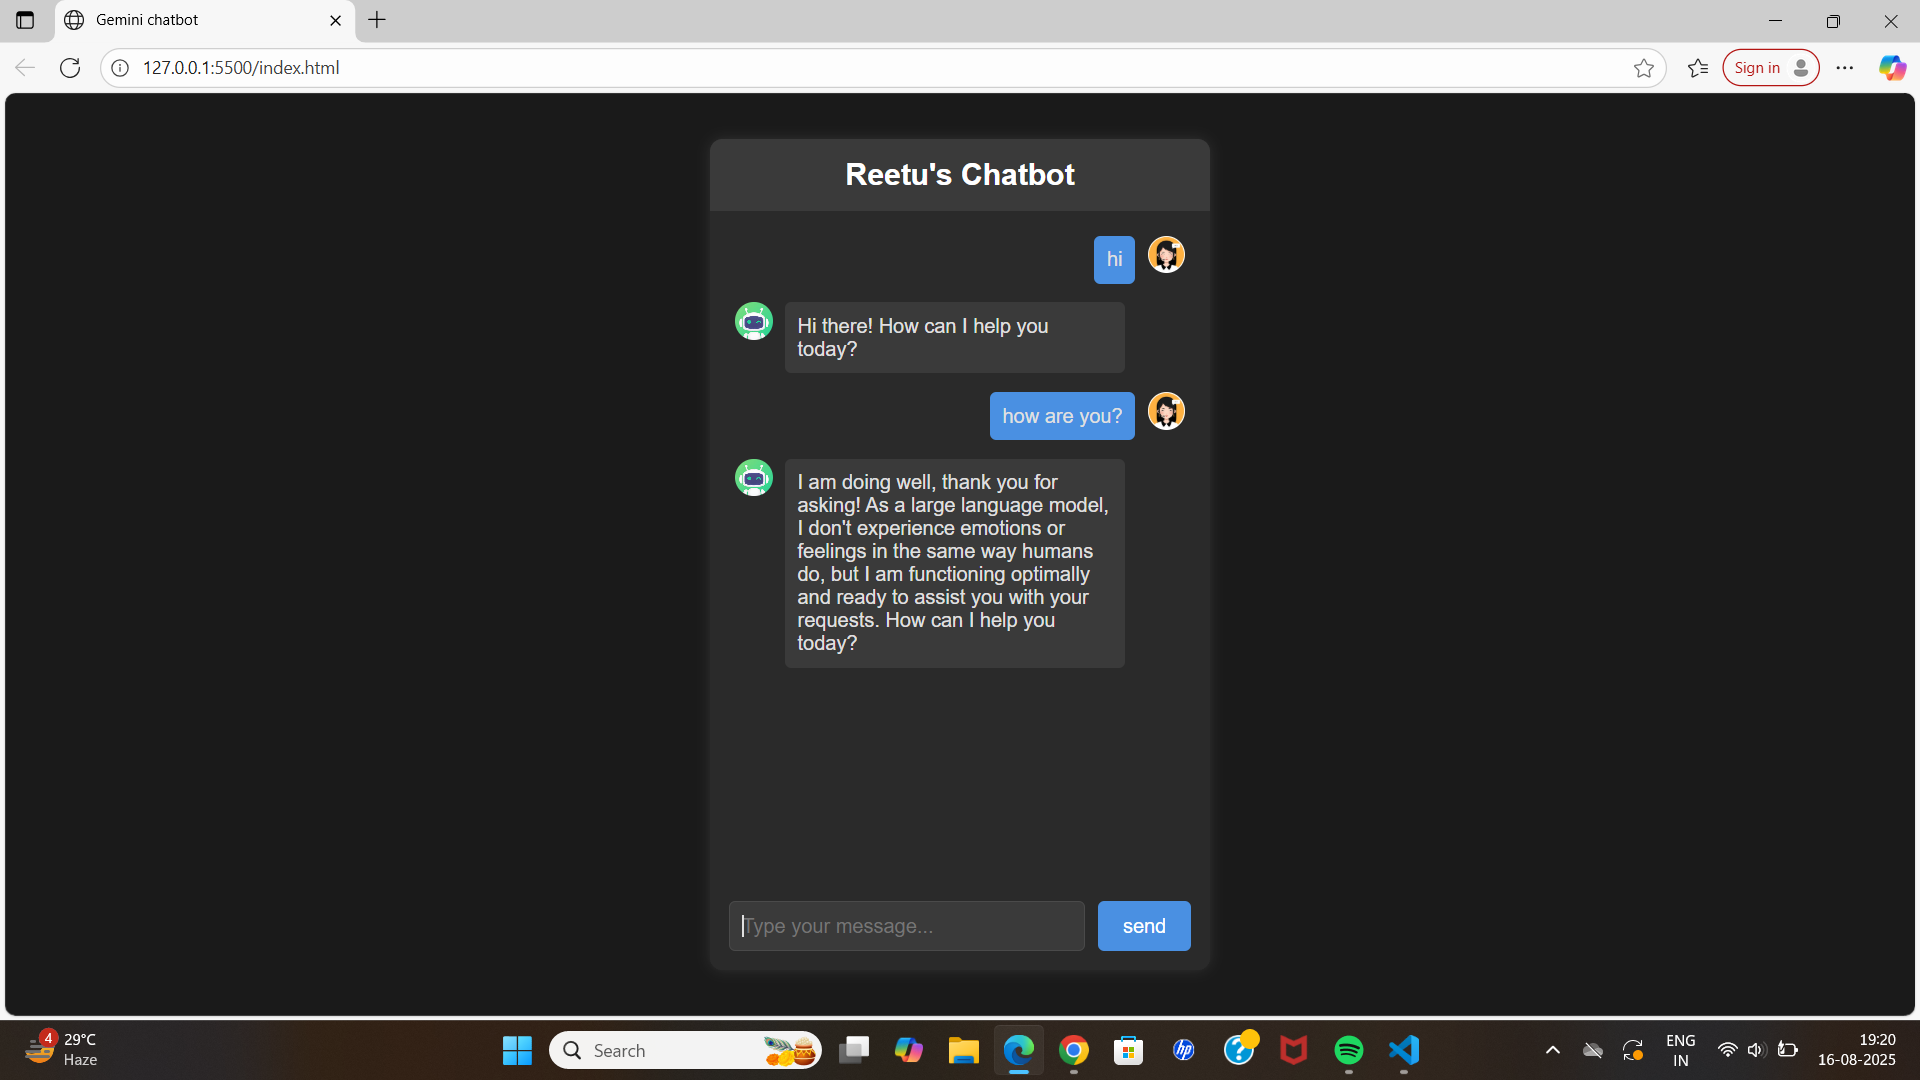 Gemini chatbot
127.0.0.1:5500/index.html
Sign in
Reetu's Chatbot
hi
Hi there! How can I help you
today?
how are you?
I am doing well, thank you for
asking! As a large language model,
I don't experience emotions or
feelings in the same way humans
do, but I am functioning optimally
and ready to assist you with your
requests. How can I help you
today?
Type your message...
send
4
29°C
Haze
Search
hp
?
ENG
IN
19:20
16-08-2025